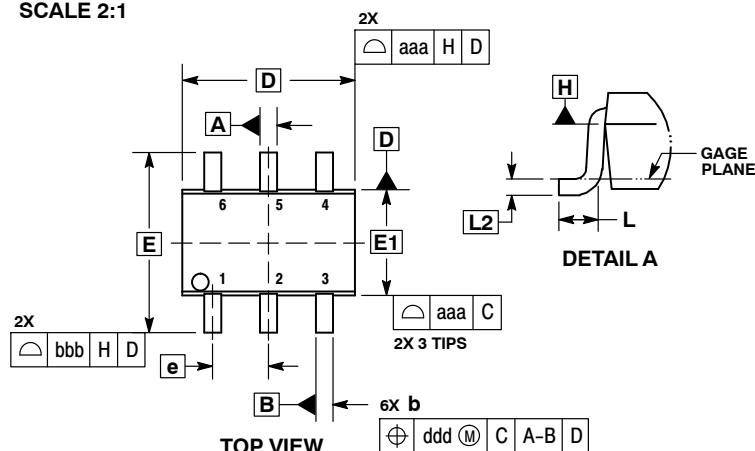 SCALE 2:1
2X
⌓ aaa H D
D
A
H
D
GAGE
PLANE
6 5 4
L2
L
E
E1
DETAIL A
1 2 3
2X
⌓ aaa C
⌓ bbb H D
2X 3 TIPS
e
B
6X b
⌖ ddd Ⓜ C A-B D
TOP VIEW